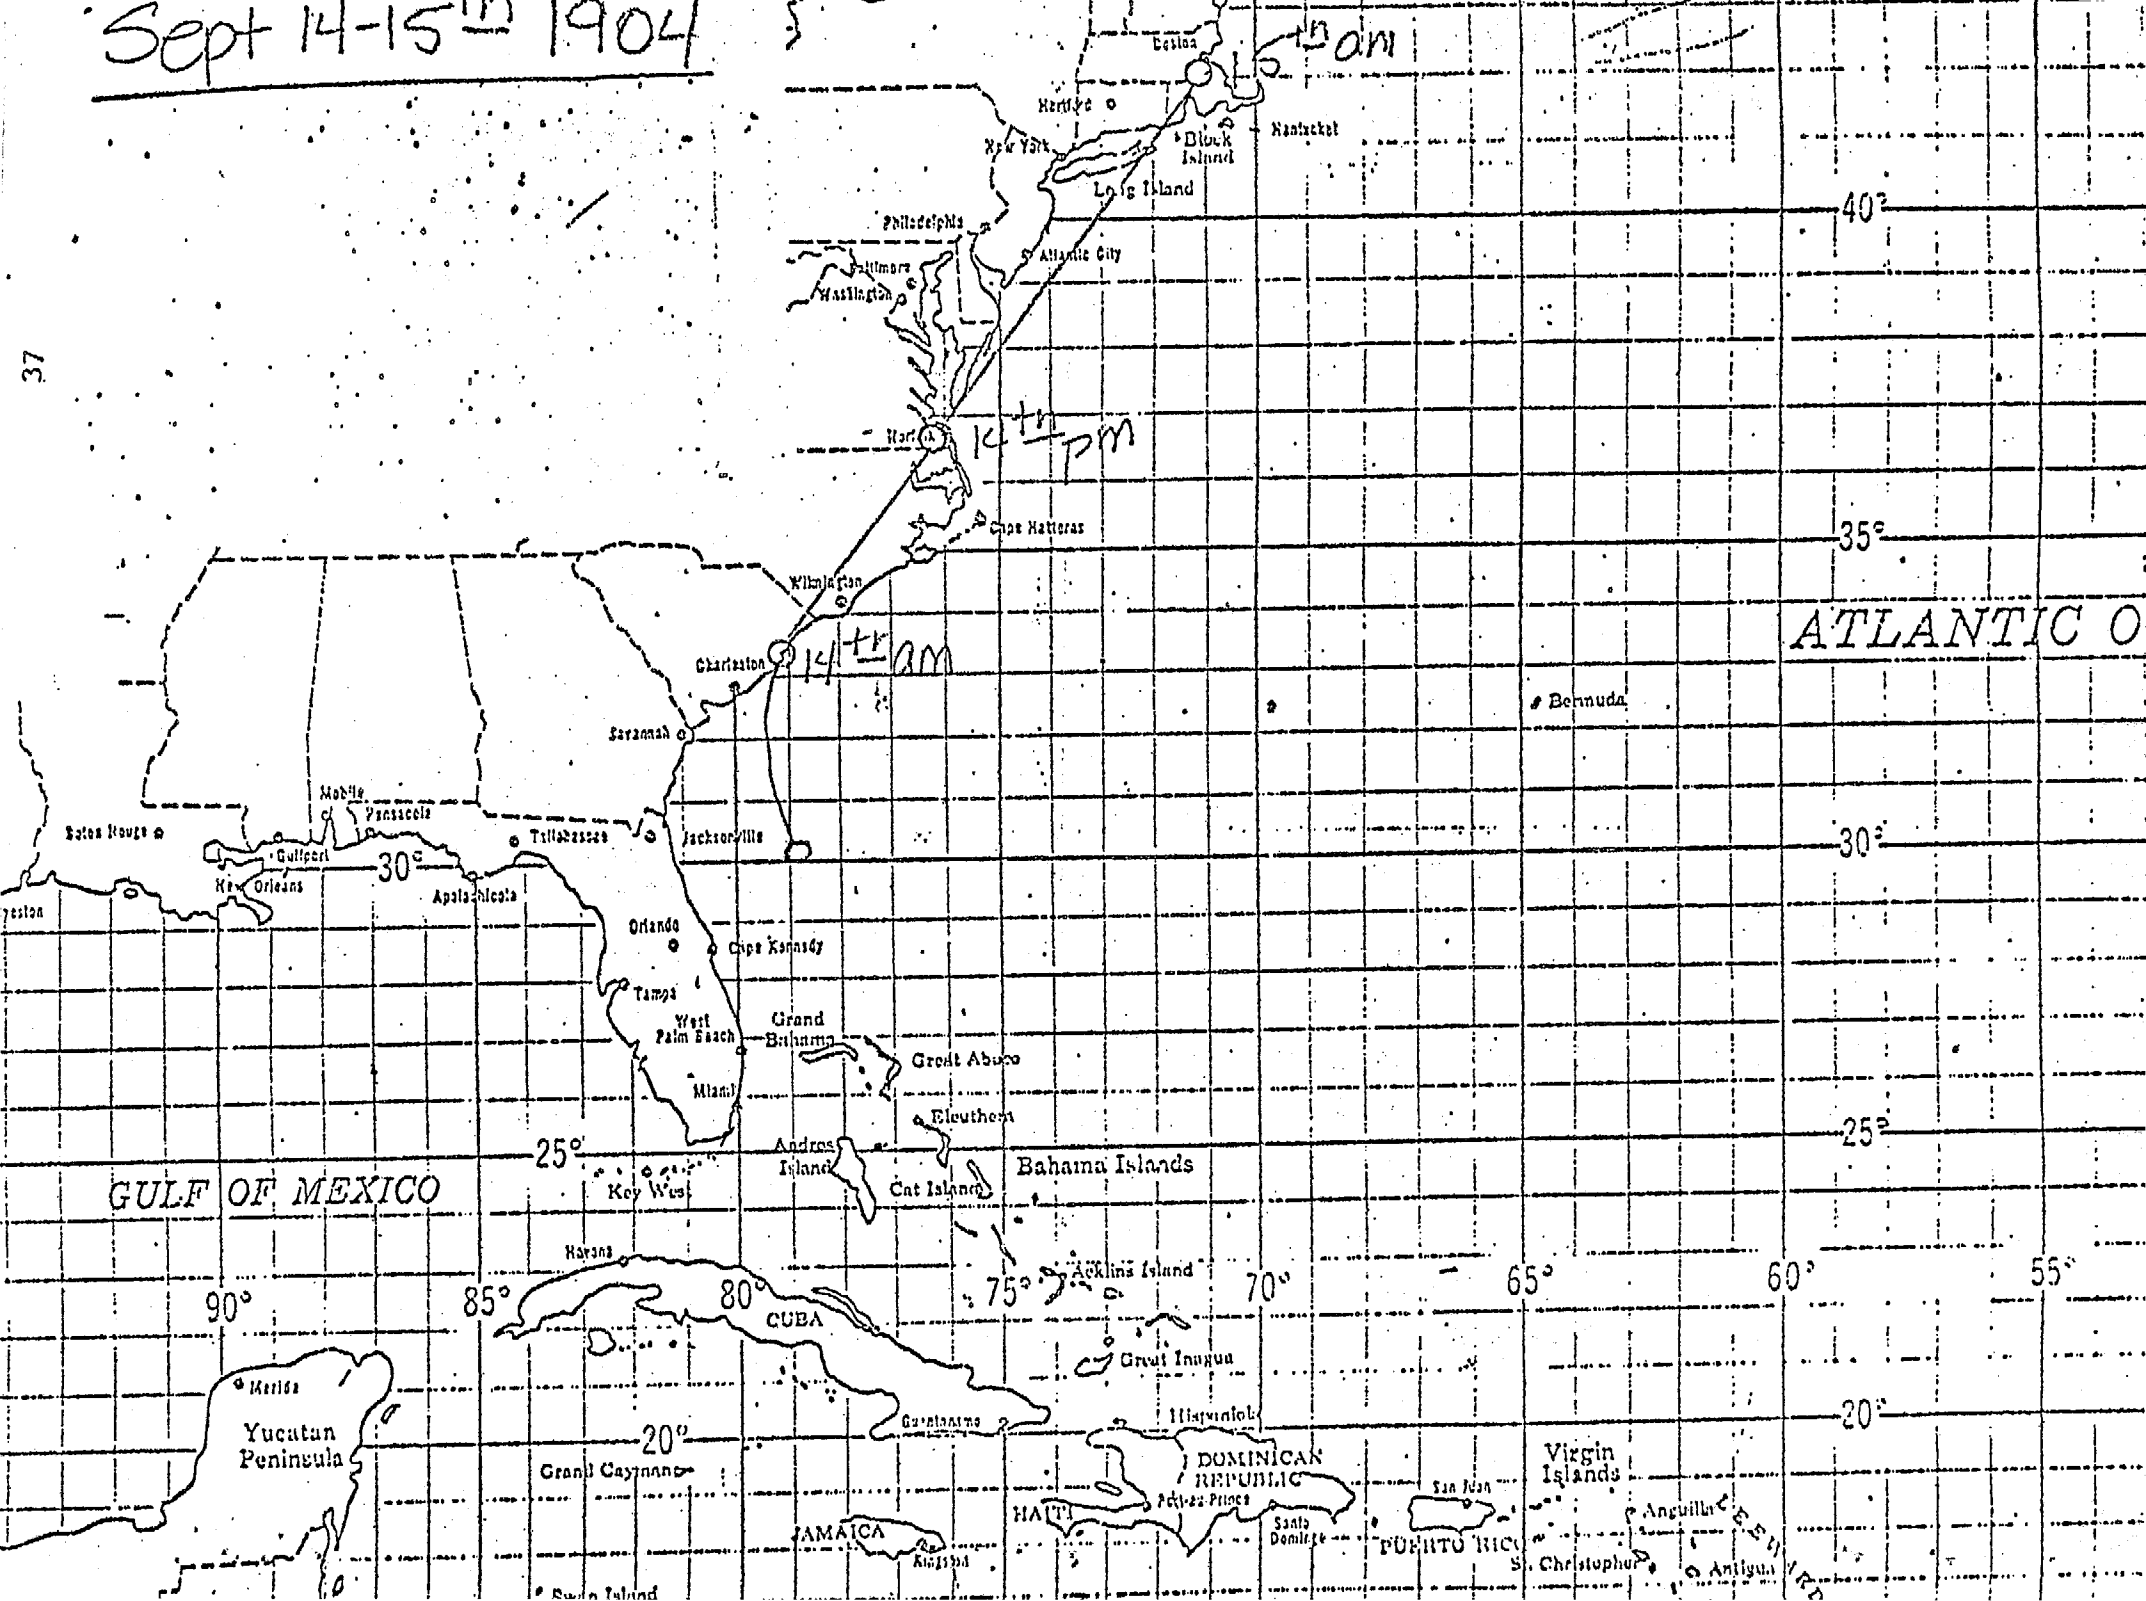 Sept 14-15th 1904
15th am
Boston
Hartford
Nantucket
New York
Block
Island
Long Island
40°
Philadelphia
Atlantic City
Baltimore
Washington
37
14th pm
Cape Hatteras
35°
Wilmington
ATLANTIC O
14th am
Charleston
Bermuda
Savannah
Mobile
Pensacola
Baton Rouge
Tallahassee
Jacksonville
30°
Gulfport
30°
New Orleans
Apalachicola
Orlando
Cape Kennedy
Tampa
West
Palm Beach
Grand
Bahama
Great Abaco
Miami
Eleuthera
25°
25°
Andros
Island
Bahama Islands
Key West
Cat Island
GULF OF MEXICO
Havana
Acklins Island
90°
85°
80°
75°
70°
65°
60°
55°
CUBA
Great Inagua
Merida
Guantanamo
20°
Yucatan
Peninsula
20°
Grand Cayman
DOMINICAN
REPUBLIC
Virgin
Islands
San Juan
Port-au-Prince
HAITI
Anguilla
JAMAICA
Kingston
Santo
Domingo
PUERTO RICO
St. Christopher
Antigua
Swan Island